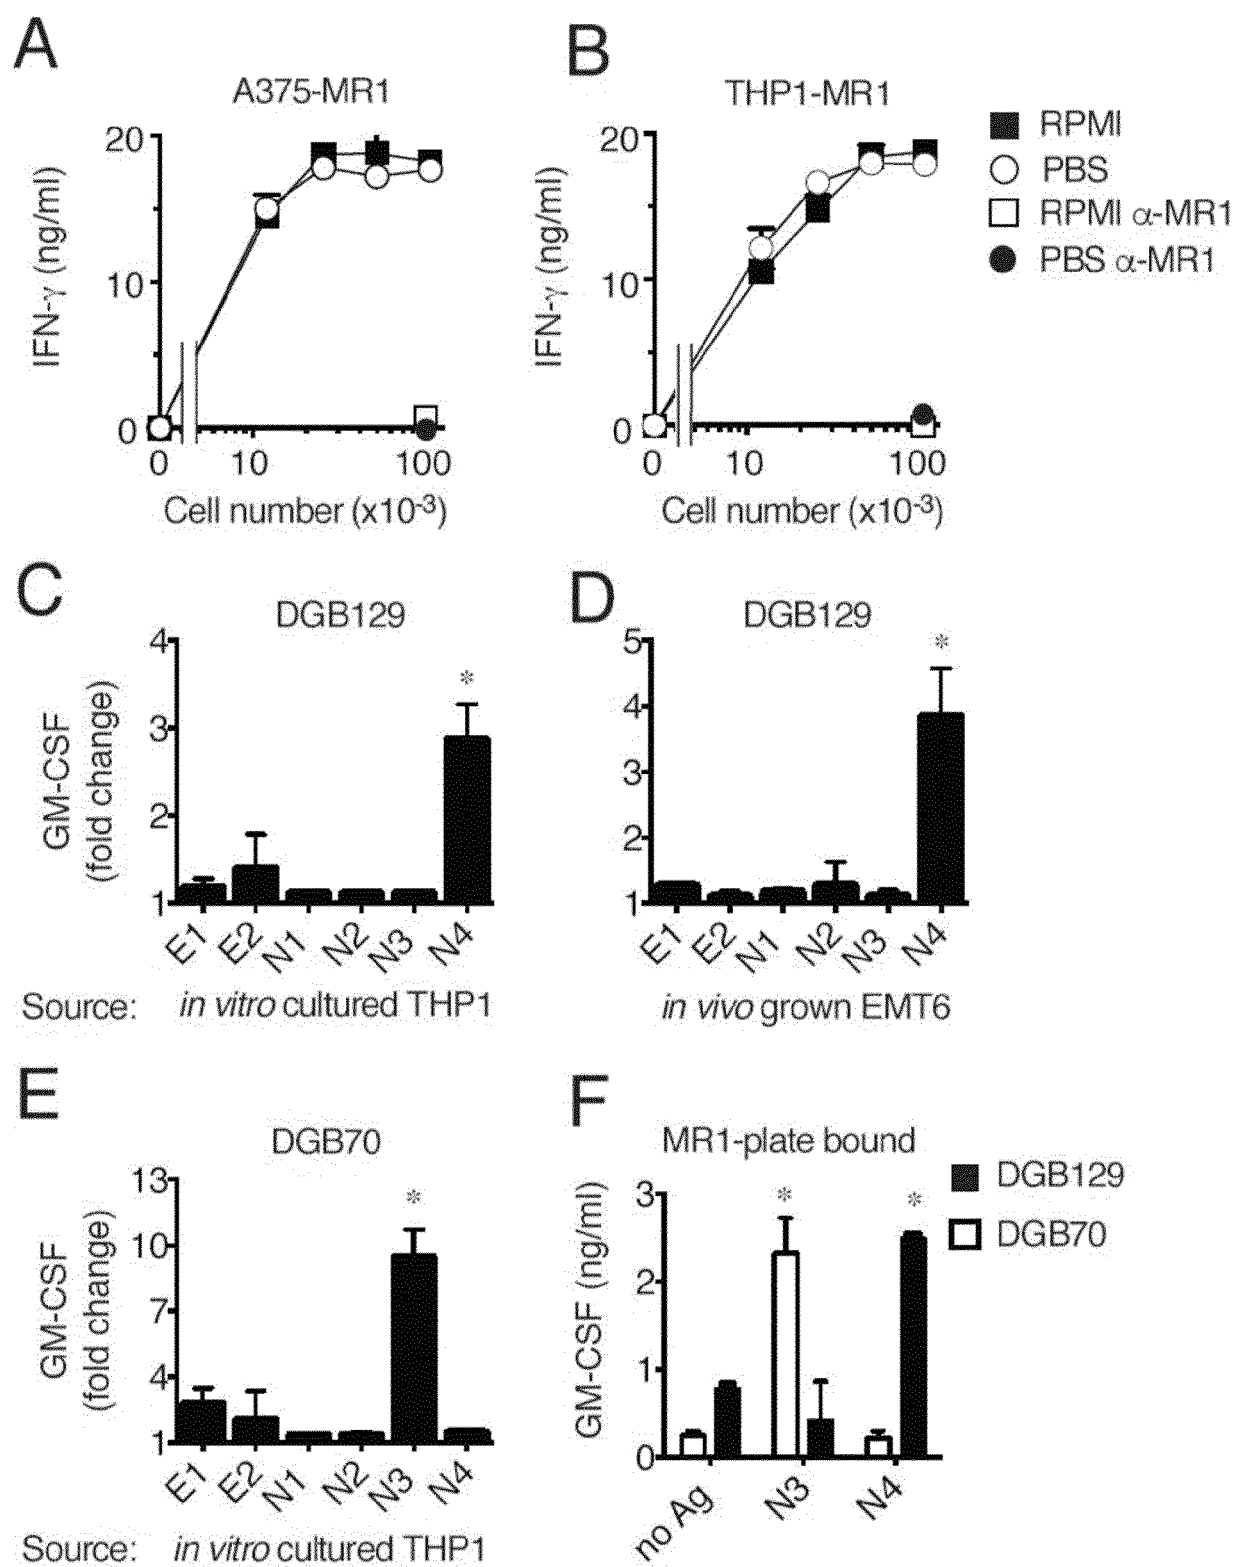 A
B
A375-MR1
THP1-MR1
RPMI
PBS
RPMI α-MR1
PBS α-MR1
IFN-γ (ng/ml)
20
10
0
0 10 100
Cell number (x10-3)
IFN-γ (ng/ml)
20
10
0
0 10 100
Cell number (x10-3)
C
DGB129
GM-CSF
(fold change)
4
3
2
1
E1 E2 N1 N2 N3 N4
Source: in vitro cultured THP1
D
DGB129
5
4
3
2
1
*
*
E1 E2 N1 N2 N3 N4
in vivo grown EMT6
E
DGB70
GM-CSF
(fold change)
13
10
7
4
1
*
E1 E2 N1 N2 N3 N4
Source: in vitro cultured THP1
F
MR1-plate bound
DGB129
DGB70
GM-CSF (ng/ml)
3
2
1
0
* *
no Ag N3 N4